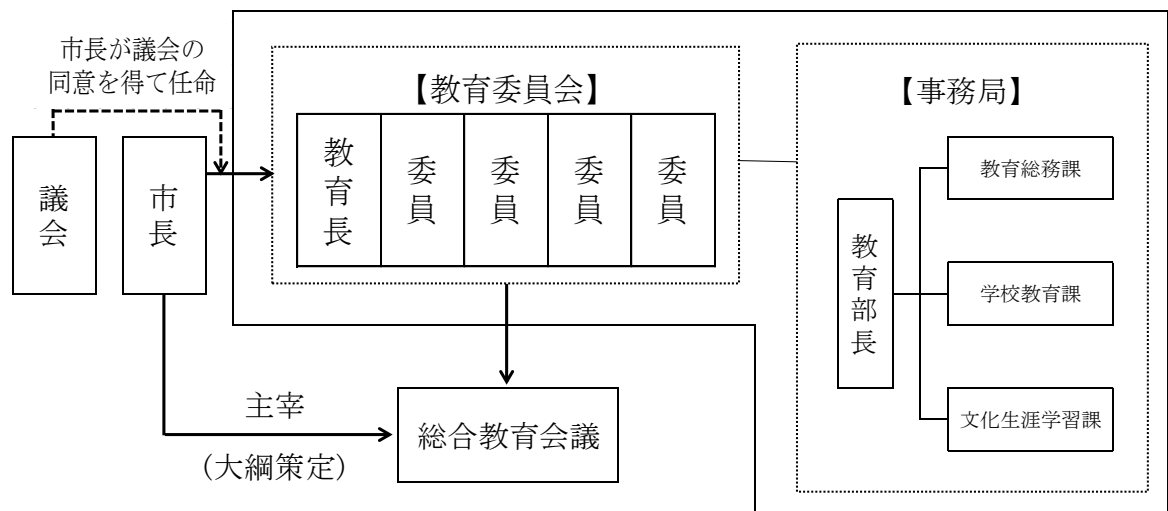 市長が議会の
同意を得て任命
議会
市長
【教育委員会】
教育長
委員
委員
委員
委員
【事務局】
教育部長
教育総務課
学校教育課
文化生涯学習課
主宰
(大綱策定)
総合教育会議